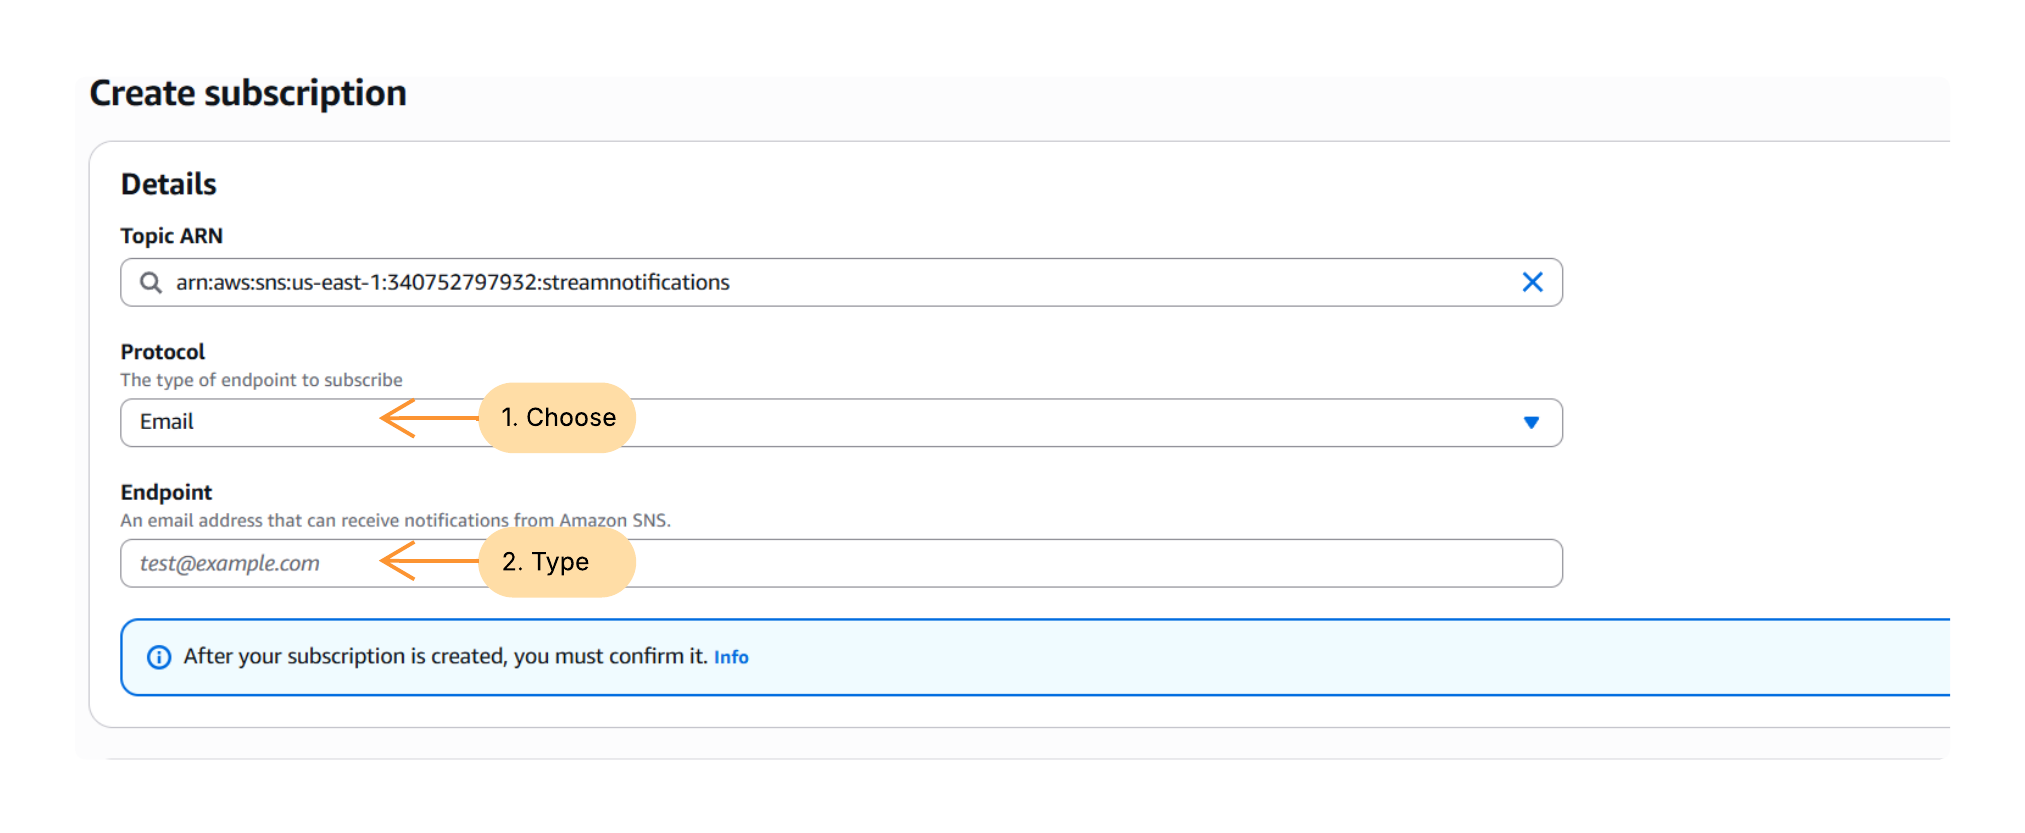 Create subscription
Details
Topic ARN
arn:aws:sns:us-east-1:340752797932:streamnotifications
Protocol
The type of endpoint to subscribe
Email
1. Choose
Endpoint
An email address that can receive notifications from Amazon SNS.
test@example.com
2. Type
After your subscription is created, you must confirm it. Info